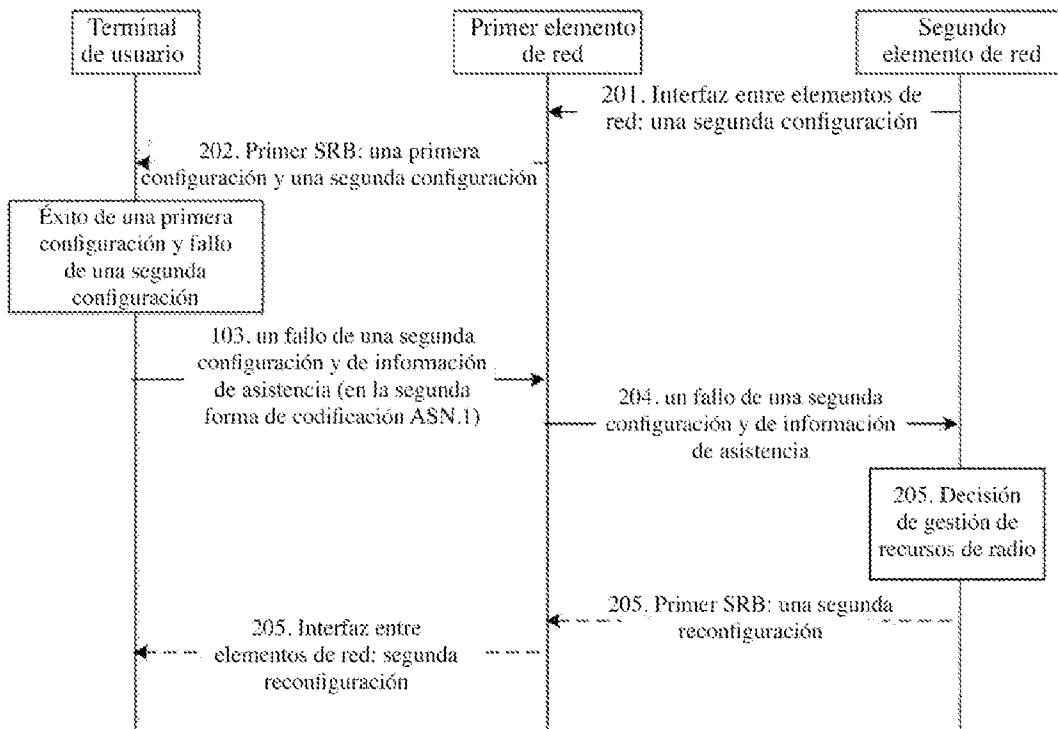 Terminal
de usuario
Primer elemento
de red
Segundo
elemento de red
201. Interfaz entre elementos de
red: una segunda configuración
202. Primer SRB: una primera
configuración y una segunda configuración
Éxito de una primera
configuración y fallo
de una segunda
configuración
103. un fallo de una segunda
configuración y de información
de asistencia (en la segunda
forma de codificación ASN.1)
204. un fallo de una segunda
configuración y de información
de asistencia
205. Decisión
de gestión de
recursos de radio
205. Primer SRB: una segunda
reconfiguración
205. Interfaz entre
elementos de red: segunda
reconfiguración